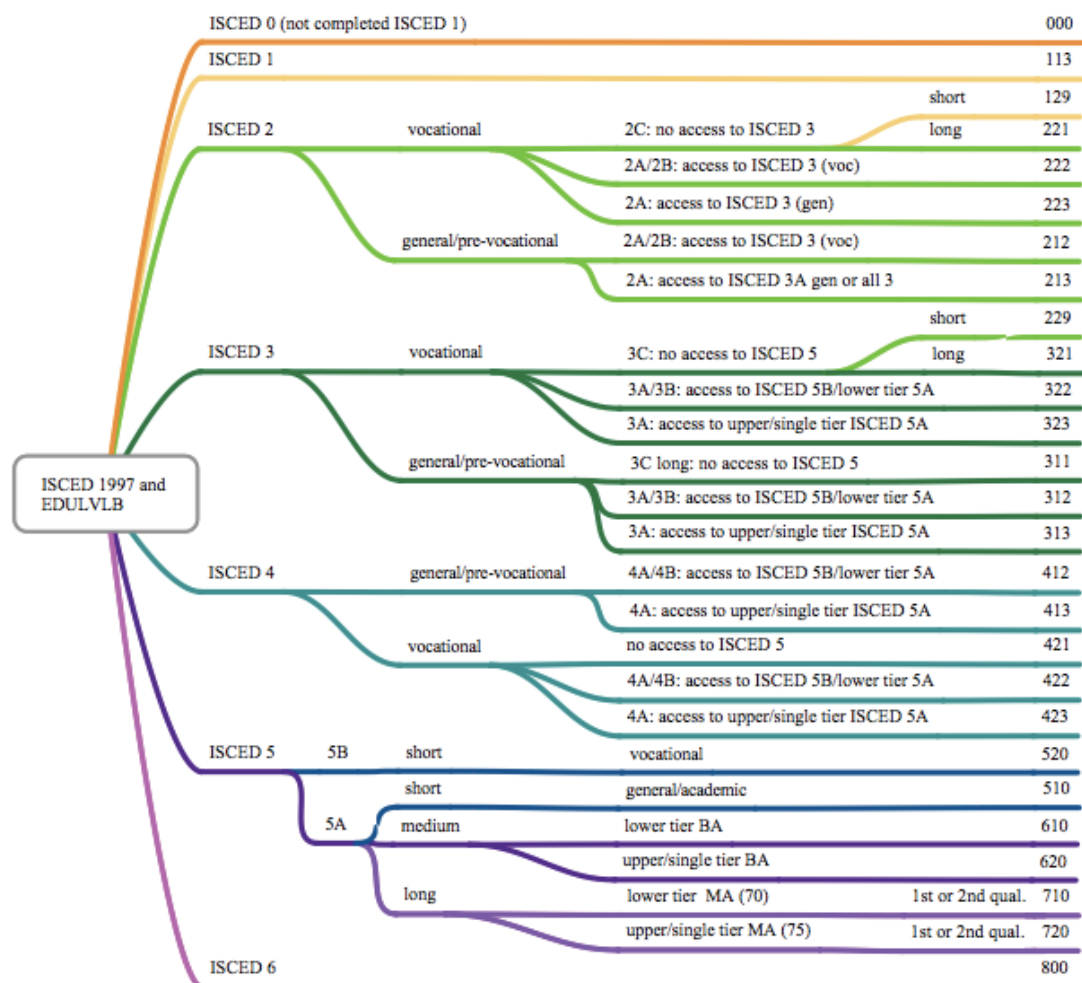 ISCED 0 (not completed ISCED 1) 000
ISCED 1 113
short 129
ISCED 2 vocational 2C: no access to ISCED 3 long 221
2A/2B: access to ISCED 3 (voc) 222
2A: access to ISCED 3 (gen) 223
general/pre-vocational 2A/2B: access to ISCED 3 (voc) 212
2A: access to ISCED 3A gen or all 3 213
short 229
ISCED 3 vocational 3C: no access to ISCED 5 long 321
3A/3B: access to ISCED 5B/lower tier 5A 322
3A: access to upper/single tier ISCED 5A 323
general/pre-vocational 3C long: no access to ISCED 5 311
ISCED 1997 and
EDULVLB
3A/3B: access to ISCED 5B/lower tier 5A 312
3A: access to upper/single tier ISCED 5A 313
ISCED 4 general/pre-vocational 4A/4B: access to ISCED 5B/lower tier 5A 412
4A: access to upper/single tier ISCED 5A 413
vocational no access to ISCED 5 421
4A/4B: access to ISCED 5B/lower tier 5A 422
4A: access to upper/single tier ISCED 5A 423
ISCED 5 5B short vocational 520
short general/academic 510
5A medium lower tier BA 610
upper/single tier BA 620
long lower tier MA (70) 1st or 2nd qual. 710
upper/single tier MA (75) 1st or 2nd qual. 720
ISCED 6 800